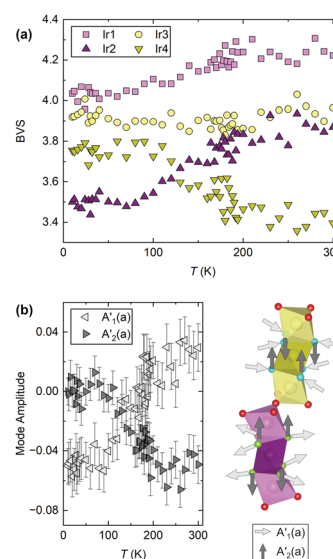 (a)
Ir1 Ir3
Ir2 Ir4
4.4
4.2
4.0
3.8
3.6
3.4
BVS
0 100 200 300
T (K)
(b)
A'₁(a)
A'₂(a)
0.04
0.00
−0.04
−0.08
Mode Amplitude
0 100 200 300
T (K)
A'₁(a)
A'₂(a)